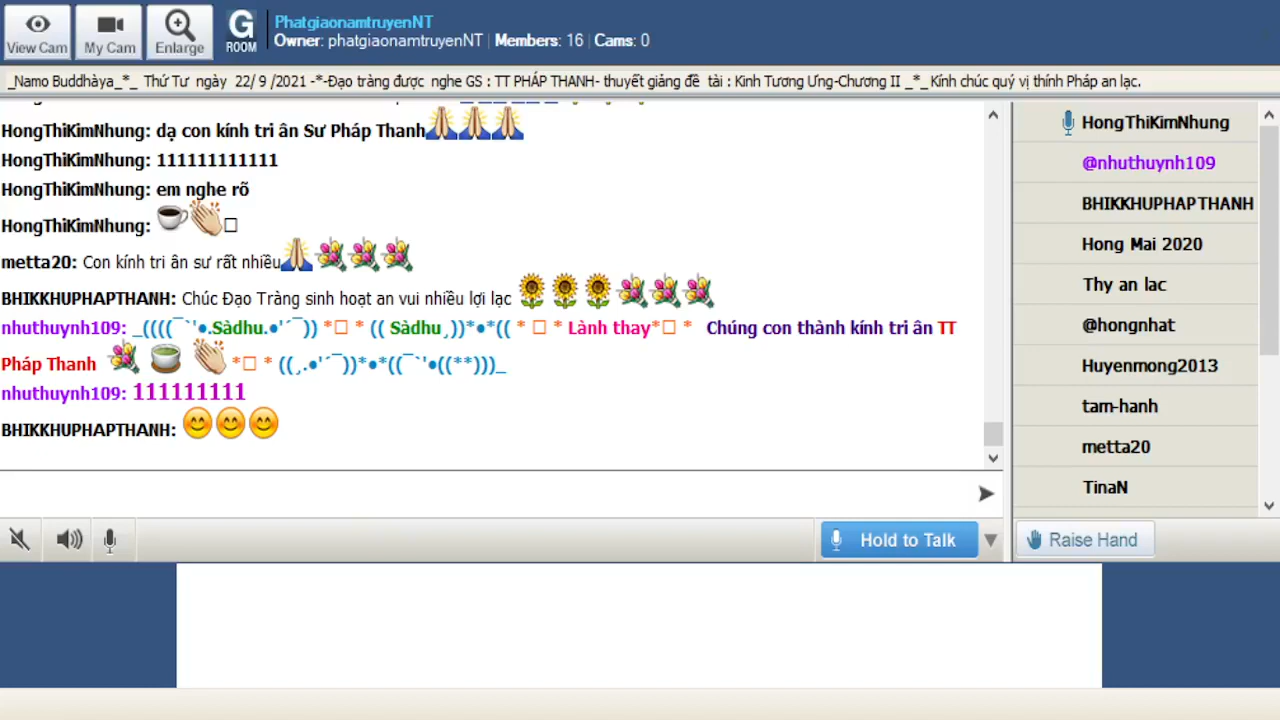 PhatgiaonamtruyenNT
Owner: phatgiaonamtruyenNT | Members: 16 | Cams: 0
View Cam
My Cam
Enlarge
G
ROOM
_Namo Buddhàya_*_ Thứ Tư ngày 22/ 9 /2021 -*-Đạo tràng được nghe GS : TT PHÁP THANH- thuyết giảng đề tài : Kinh Tương Ưng-Chương II _*_Kính chúc quý vị thính Pháp an lạc.
HongThiKimNhung: dạ con kính tri ân Sư Pháp Thanh🙏🙏🙏
HongThiKimNhung: 111111111111
HongThiKimNhung: em nghe rõ
HongThiKimNhung: ☕👏□
metta20: Con kính tri ân sư rất nhiều🙏💐💐💐
BHIKKHUPHAPTHANH: Chúc Đạo Tràng sinh hoạt an vui nhiều lợi lạc 🌻🌻🌻💐💐💐
nhuthuynh109: _((((¯`'•.Sàdhu.•'´¯)) *□ * (( Sàdhu¸))*•*(( * □ * Lành thay*□ * Chúng con thành kính tri ân TT
Pháp Thanh 💐 🍵 👏 *□ * ((¸.•'´¯))*•*((¯`'•((**)))_
nhuthuynh109: 111111111
BHIKKHUPHAPTHANH: 😊😊😊
HongThiKimNhung
@nhuthuynh109
BHIKKHUPHAPTHANH
Hong Mai 2020
Thy an lac
@hongnhat
Huyenmong2013
tam-hanh
metta20
TinaN
Hold to Talk
Raise Hand